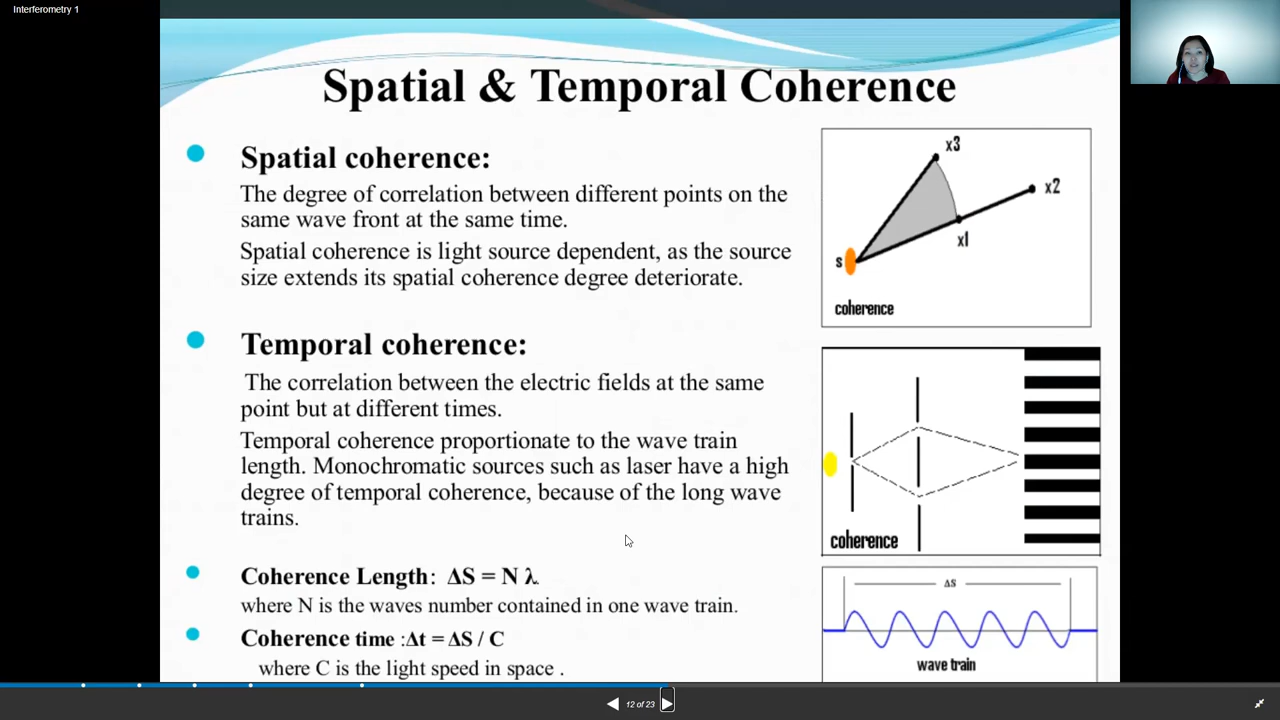 Interferometry 1
Spatial & Temporal Coherence
Spatial coherence:
The degree of correlation between different points on the
same wave front at the same time.
Spatial coherence is light source dependent, as the source
size extends its spatial coherence degree deteriorate.
Temporal coherence:
The correlation between the electric fields at the same
point but at different times.
Temporal coherence proportionate to the wave train
length. Monochromatic sources such as laser have a high
degree of temporal coherence, because of the long wave
trains.
Coherence Length: ΔS = N λ.
where N is the waves number contained in one wave train.
Coherence time :Δt = ΔS / C
where C is the light speed in space .
x3
x2
x1
s
coherence
coherence
ΔS
wave train
12 of 23